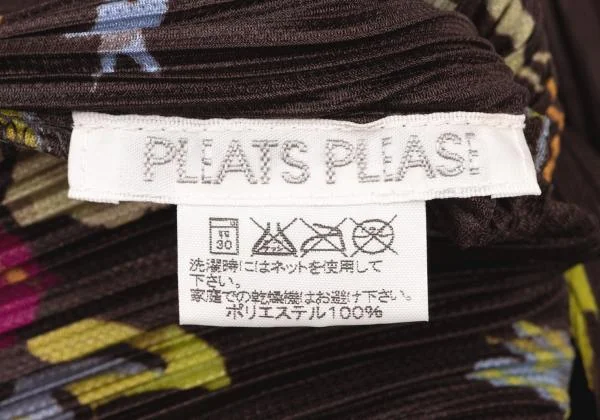 PLEATS PLEASE
弱 30
洗濯時にはネットを使用して
下さい。
家庭での乾燥機はお避け下さい。
ポリエステル100%